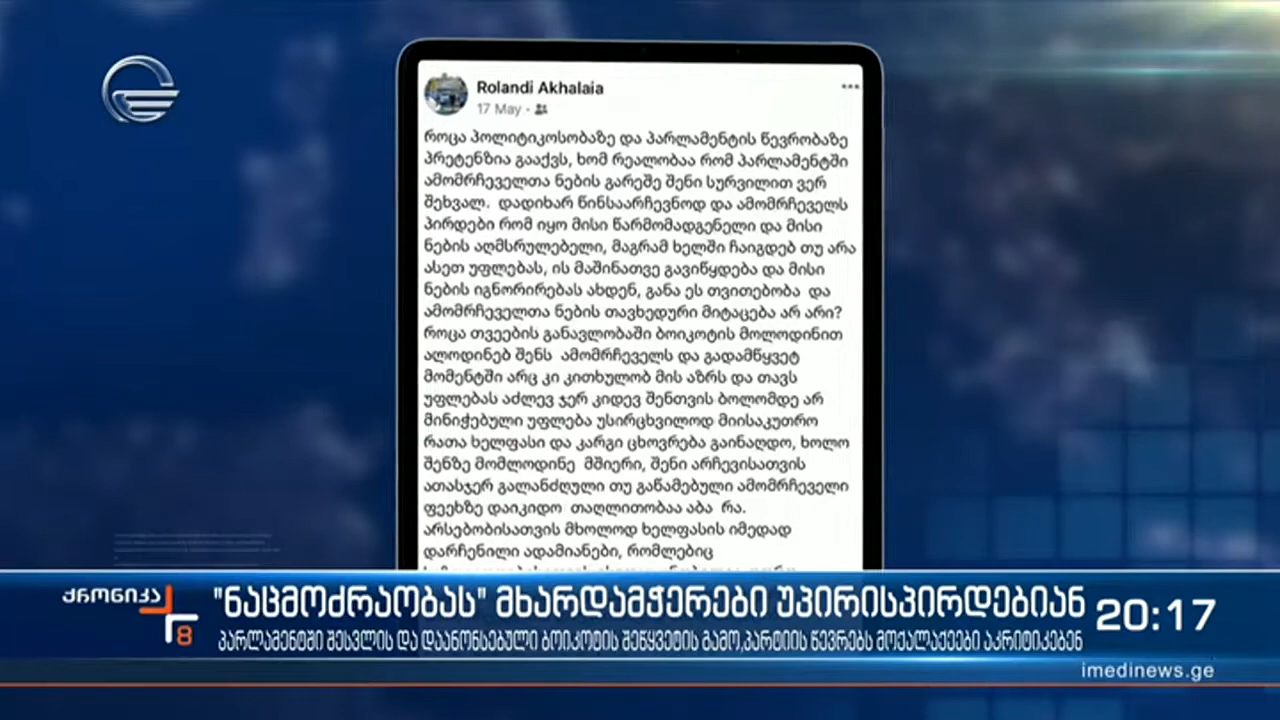 Rolandi Akhalaia
17 May
როცა პოლიტიკოსობაზე და პარლამენტის წევრობაზე
პრეტენზია გააქვს, ხომ რეალობაა რომ პარლამენტში
ამომრჩეველთა ნების გარეშე შენი სურვილით ვერ
შეხვალ. დადიხარ წინსაარჩევნოდ და ამომრჩეველს
პირდები რომ იყო მისი წარმომადგენელი და მისი
ნების აღმსრულებელი, მაგრამ ხელში ჩაიგდებ თუ არა
ასეთ უფლებას, ის მაშინათვე გავიწყდება და მისი
ნების იგნორირებას ახდენ, განა ეს თვითებობა და
ამომრჩეველთა ნების თავხედური მიტაცება არ არი?
როცა თვეების განავლობაში ბოიკოტის მოლოდინით
ალოდინებ შენს ამომრჩეველს და გადამწყვეტ
მომენტში არც კი კითხულობ მის აზრს და თავს
უფლებას აძლევ ჯერ კიდევ შენთვის ბოლომდე არ
მინიჭებული უფლება უსირცხვილოდ მიისაკუთრო
რათა ხელფასი და კარგი ცხოვრება გაინაღდო, ხოლო
შენზე მომლოდინე მშიერი, შენი არჩევისათვის
ათასჯერ გალანძღული თუ გაწამებული ამომრჩეველი
ფეეხზე დაიკიდო თაღლითობაა აბა რა.
არსებობისათვის მხოლოდ ხელფასის იმედად
დარჩენილი ადამიანები, რომლებიც
ქრონიკა
8
"ნაცმოძრაობას" მხარდამჭერები უპირისპირდებიან
20:17
პარლამენტში შესვლის და დაანონსებული ბოიკოტის შეწყვეტის გამო,პარტიის წევრებს მოქალაქეები აკრიტიკებენ
imedinews.ge